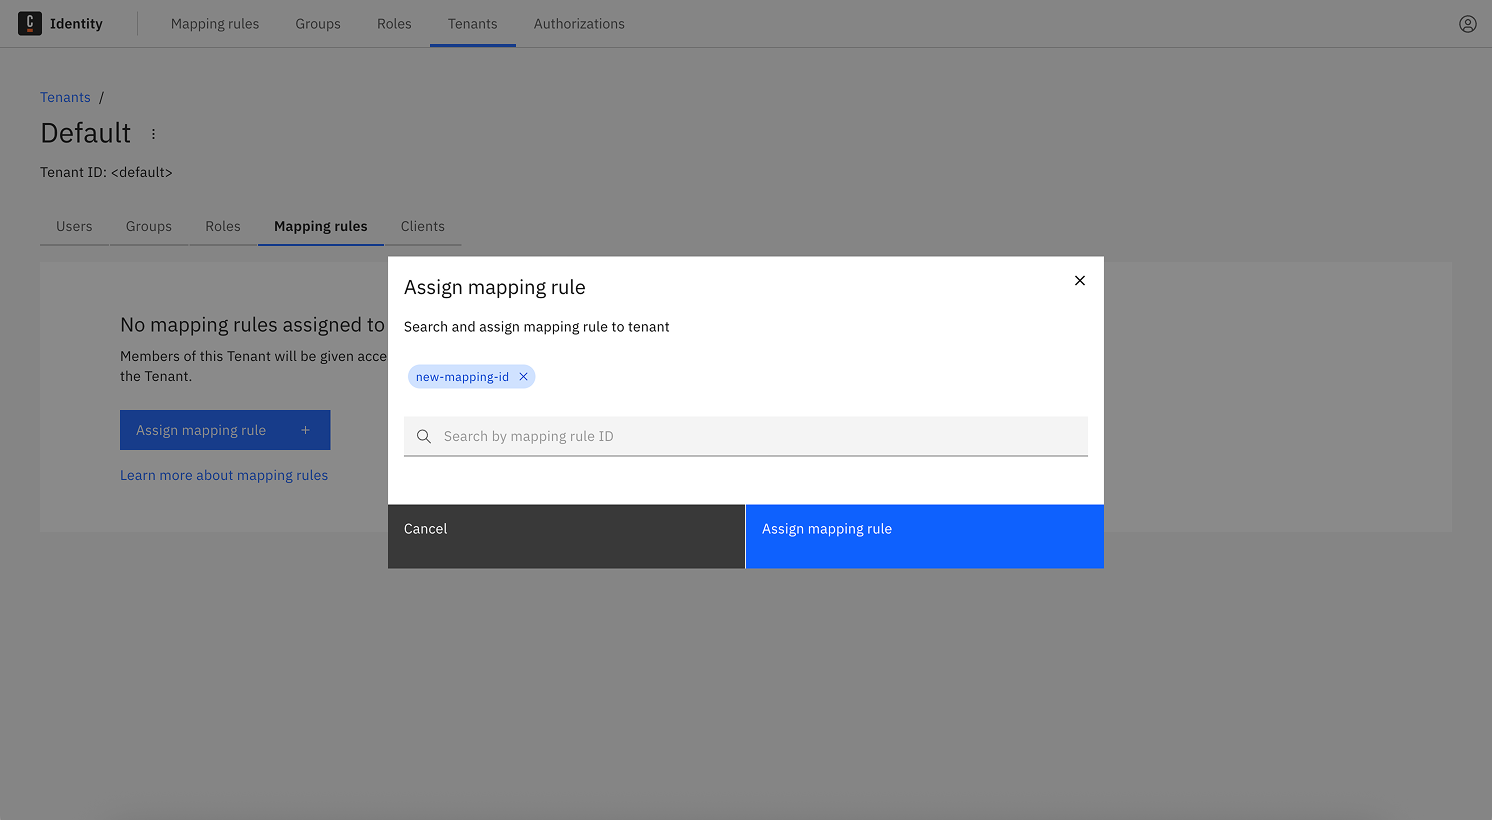 Identity
Mapping rules
Groups
Roles
Tenants
Authorizations
Tenants /
Default
Tenant ID: <default>
Users
Groups
Roles
Mapping rules
Clients
No mapping rules assigned to
Members of this Tenant will be given acce
the Tenant.
Assign mapping rule +
Learn more about mapping rules
Assign mapping rule
Search and assign mapping rule to tenant
new-mapping-id
Search by mapping rule ID
Cancel
Assign mapping rule